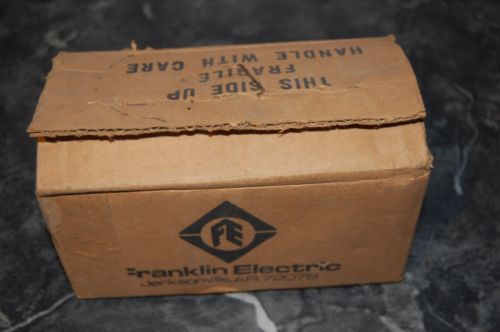 THIS SIDE UP
FRAGILE
HANDLE WITH CARE
FE
Franklin Electric
Jacksonville, AR 72076